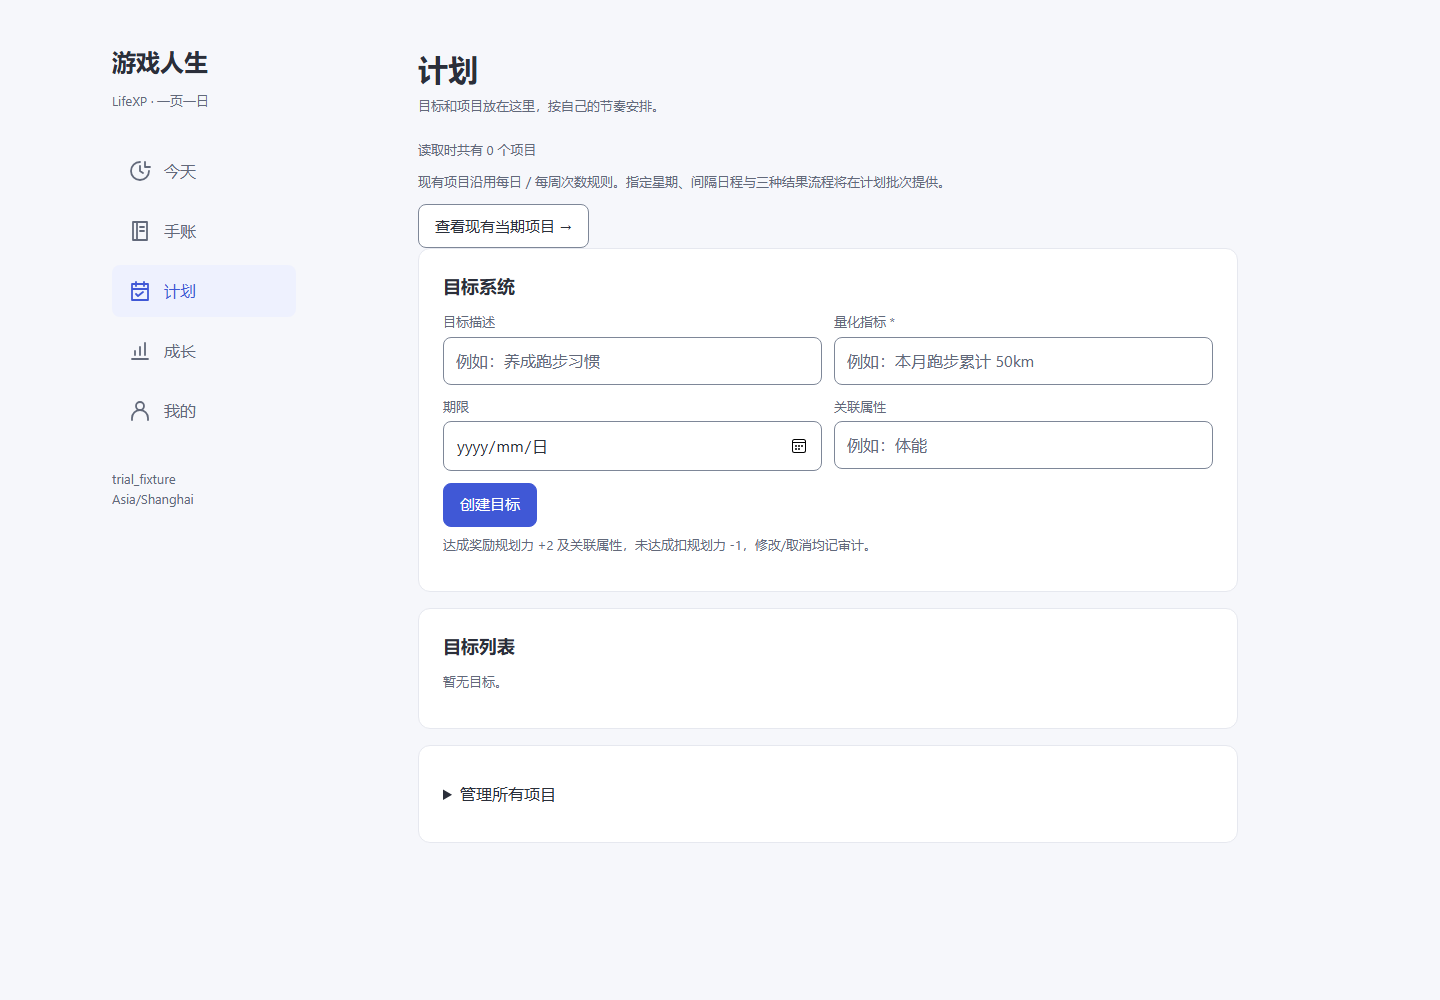 游戏人生
LifeXP · 一页一日
今天
手账
计划
成长
我的
trial_fixture
Asia/Shanghai
计划
目标和项目放在这里，按自己的节奏安排。
读取时共有 0 个项目
现有项目沿用每日 / 每周次数规则。指定星期、间隔日程与三种结果流程将在计划批次提供。
查看现有当期项目 →
目标系统
目标描述
量化指标 *
例如：养成跑步习惯
例如：本月跑步累计 50km
期限
关联属性
yyyy/mm/日
例如：体能
创建目标
达成奖励规划力 +2 及关联属性，未达成扣规划力 -1，修改/取消均记审计。
目标列表
暂无目标。
管理所有项目